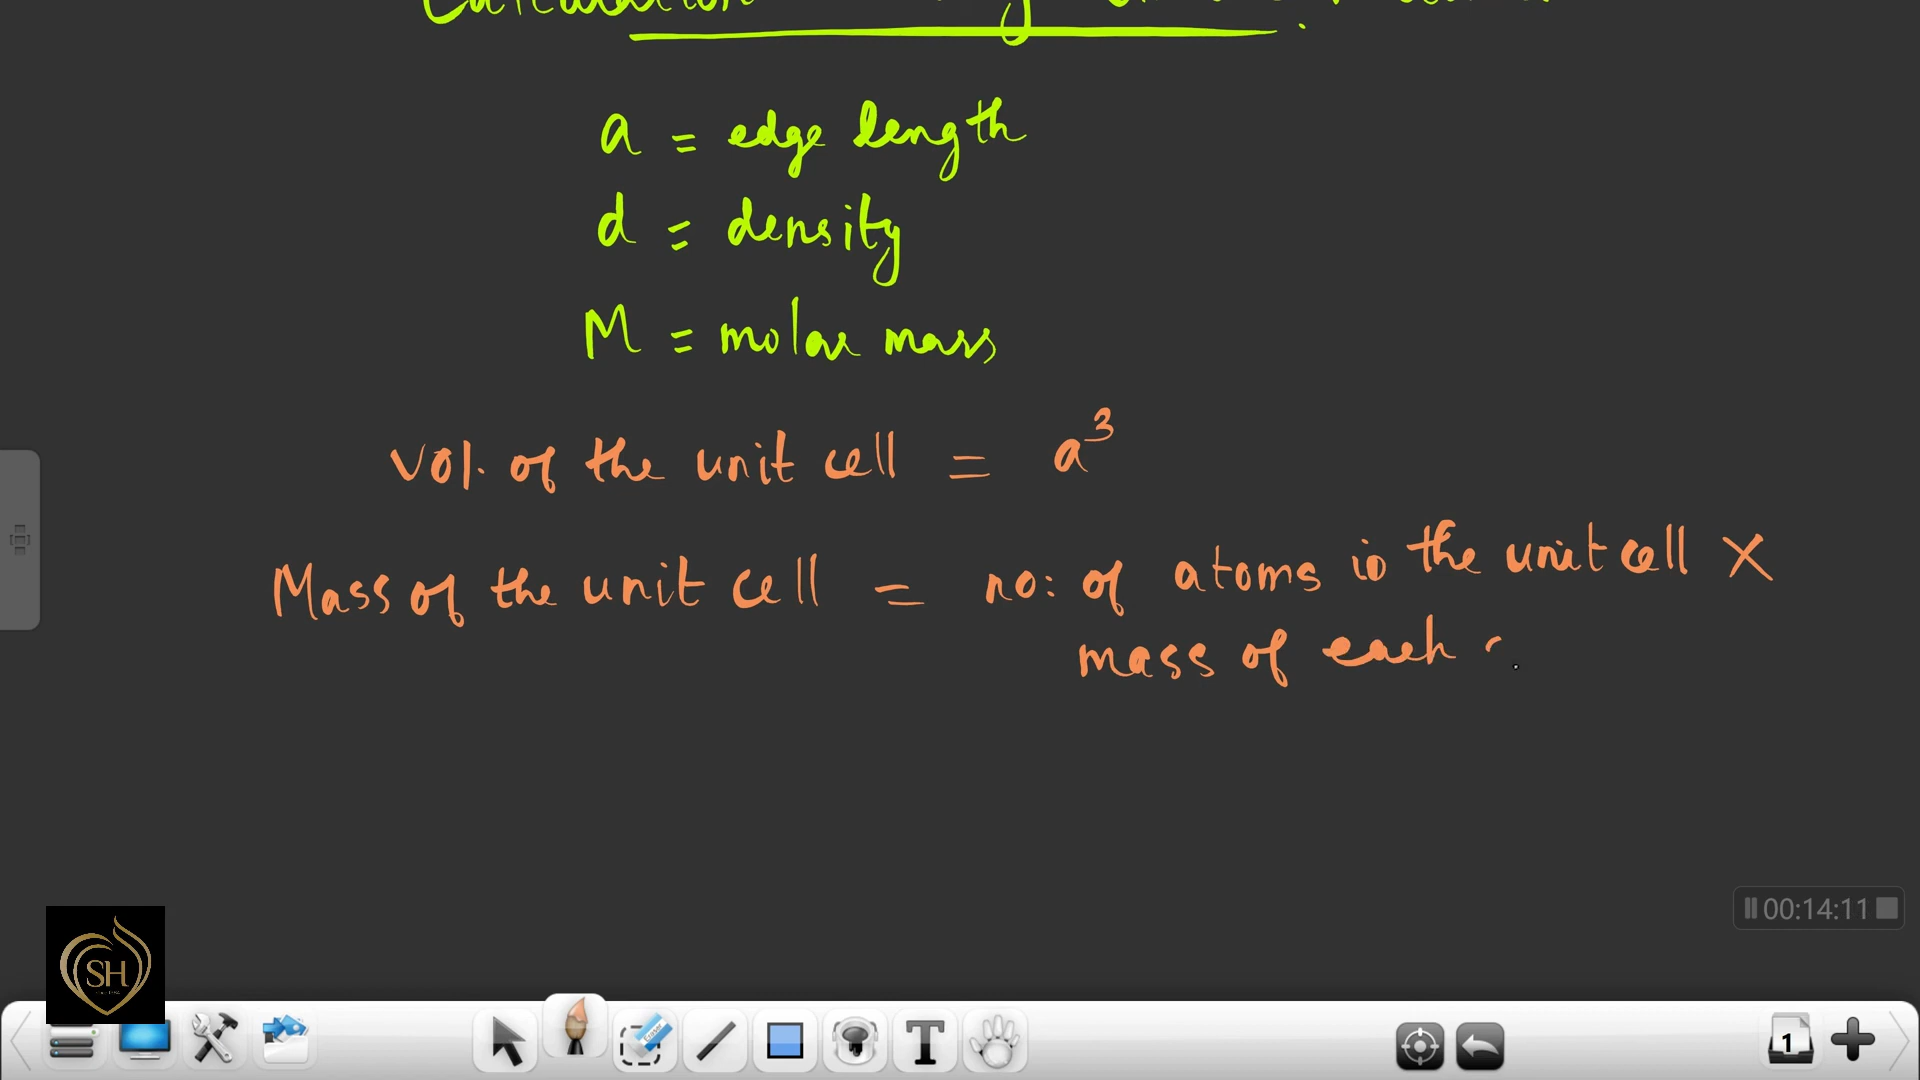 Calculation
a = edge length
d = density
M = molar mass
Vol. of the unit cell = a³
Mass of the unit cell = no: of atoms in the unit cell X
mass of each
00:14:11
SH
T
1